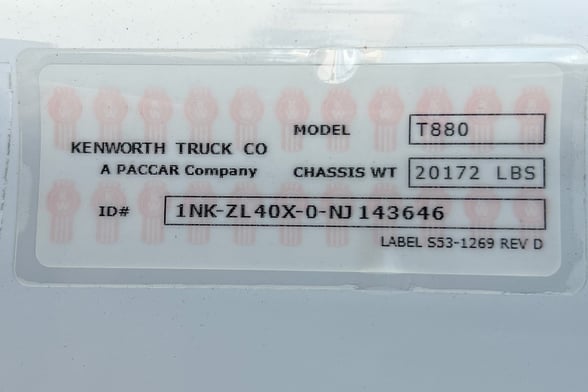 MODEL T880
KENWORTH TRUCK CO
A PACCAR Company CHASSIS WT 20172 LBS
ID# 1NK-ZL40X-0-NJ143646
LABEL S53-1269 REV D